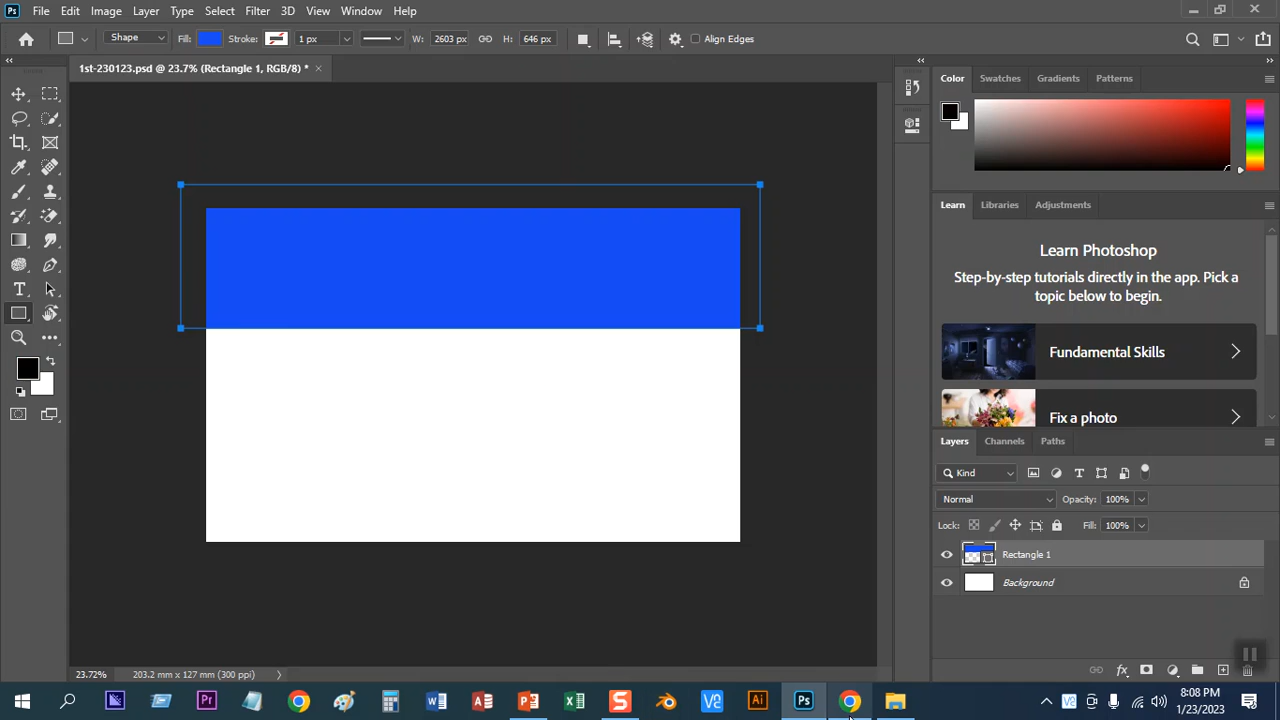 Ps File Edit Image Layer Type Select Filter 3D View Window Help
Shape Fill: Stroke: 1 px W: 2603 px H: 646 px Align Edges
1st-230123.psd @ 23.7% (Rectangle 1, RGB/8) * ×
Color Swatches Gradients Patterns
Learn Libraries Adjustments
Learn Photoshop
Step-by-step tutorials directly in the app. Pick a
topic below to begin.
Fundamental Skills
Fix a photo
Layers Channels Paths
Kind
Normal Opacity: 100%
Lock: Fill: 100%
Rectangle 1
Background
23.72% 203.2 mm x 127 mm (300 ppi)
8:08 PM
1/23/2023